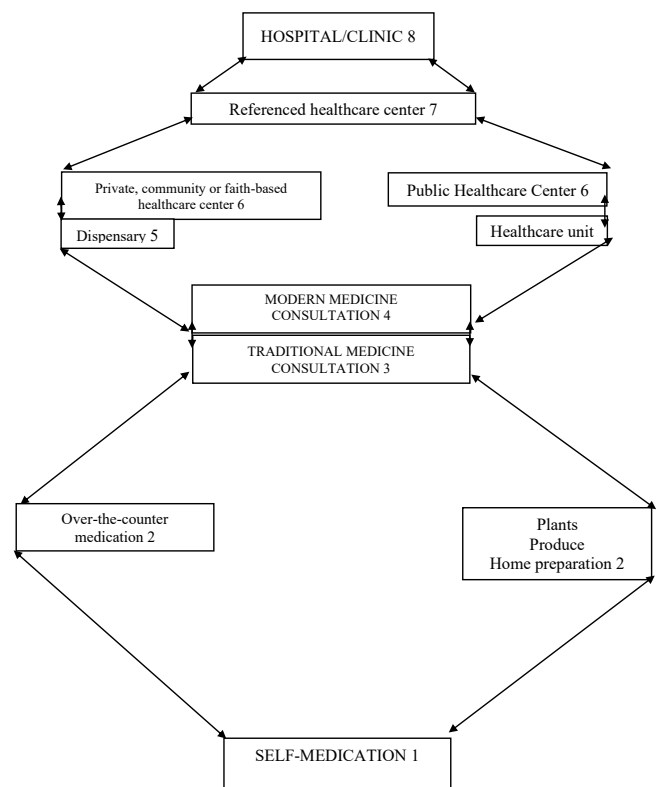 HOSPITAL/CLINIC 8
Referenced healthcare center 7
Private, community or faith-based
healthcare center 6
Public Healthcare Center 6
Dispensary 5
Healthcare unit
MODERN MEDICINE
CONSULTATION 4
TRADITIONAL MEDICINE
CONSULTATION 3
Over-the-counter
medication 2
Plants
Produce
Home preparation 2
SELF-MEDICATION 1